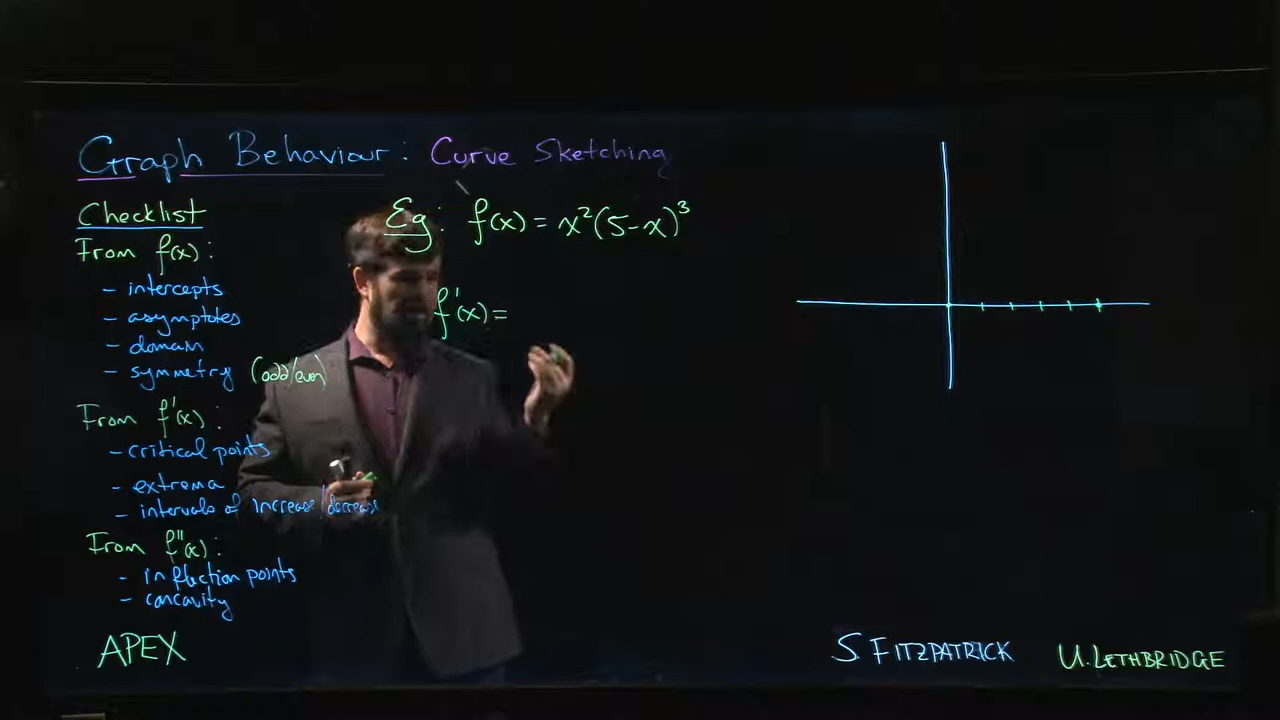 Graph Behaviour: Curve Sketching
Checklist
From f(x):
- intercepts
- asymptotes
- domain
- symmetry (odd/even)
From f'(x):
- critical points
- extrema
- intervals of increase/decrease
From f''(x):
- inflection points
- concavity
APEX
Eg: f(x) = x²(5-x)³
f'(x) =
S. FITZPATRICK
U. LETHBRIDGE